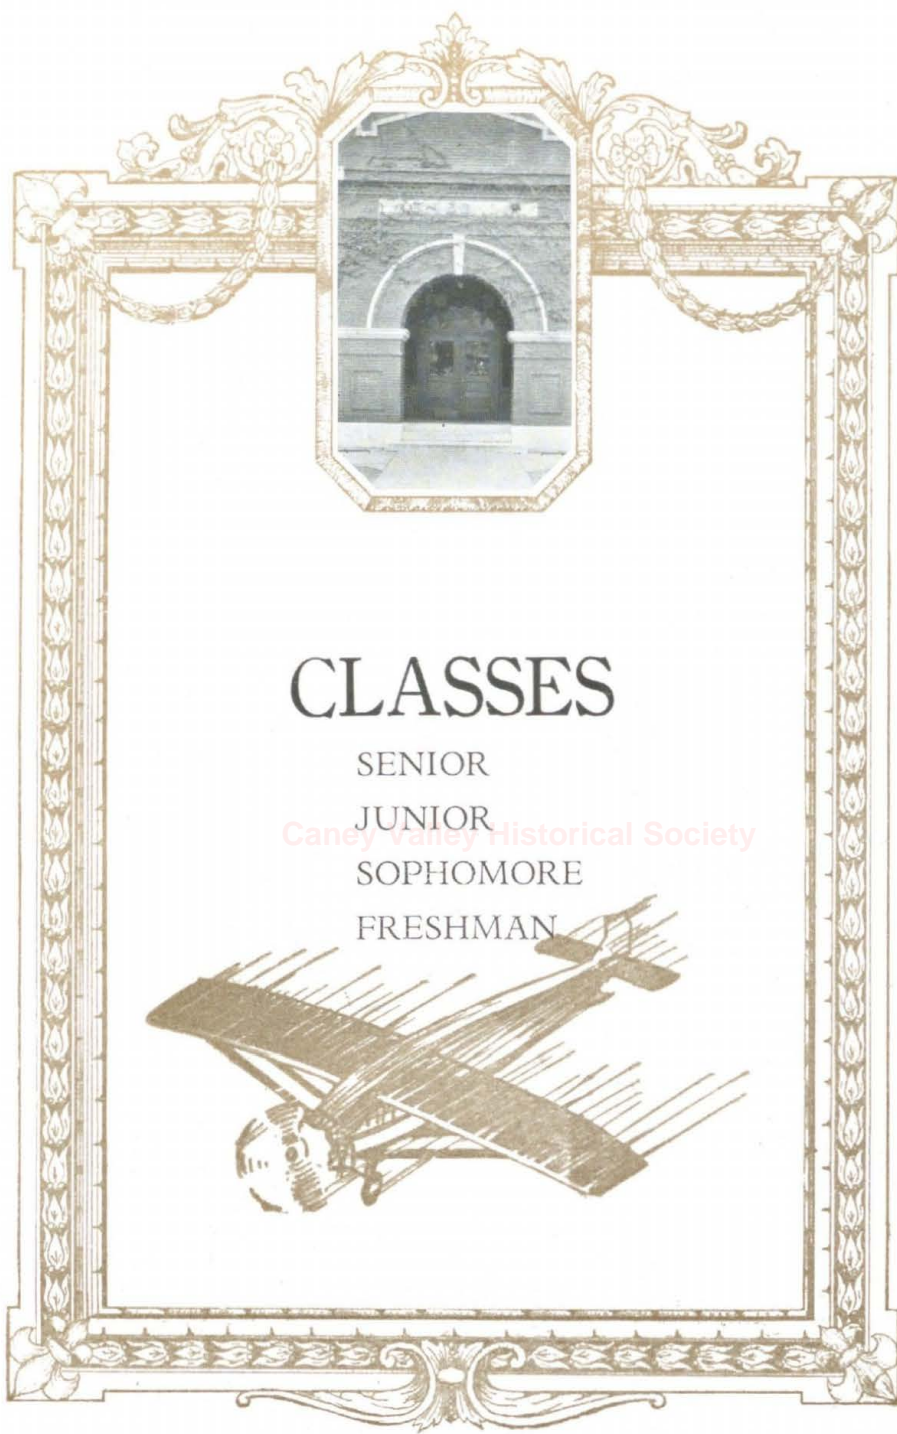 CLASSES
SENIOR
JUNIOR
Caney Valley Historical Society
SOPHOMORE
FRESHMAN